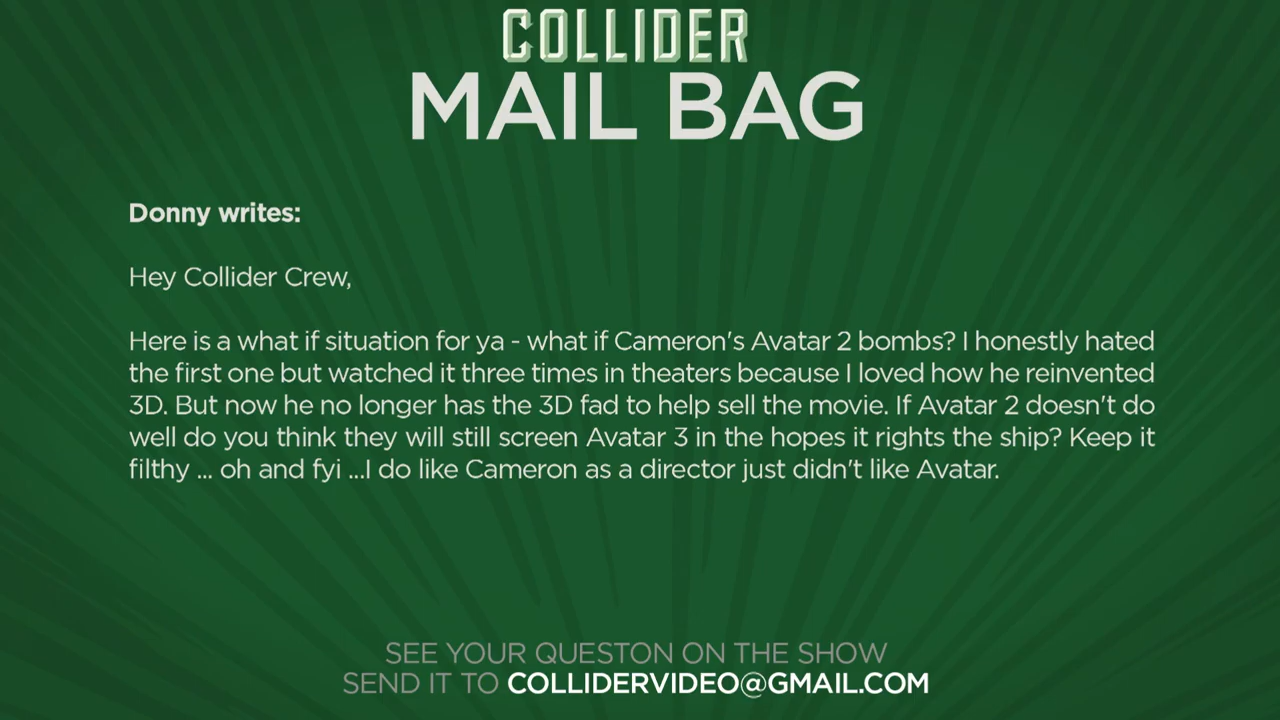 COLLIDER
MAIL BAG
Donny writes:
Hey Collider Crew,
Here is a what if situation for ya - what if Cameron's Avatar 2 bombs? I honestly hated
the first one but watched it three times in theaters because I loved how he reinvented
3D. But now he no longer has the 3D fad to help sell the movie. If Avatar 2 doesn't do
well do you think they will still screen Avatar 3 in the hopes it rights the ship? Keep it
filthy ... oh and fyi ...I do like Cameron as a director just didn't like Avatar.
SEE YOUR QUESTON ON THE SHOW
SEND IT TO COLLIDERVIDEO@GMAIL.COM